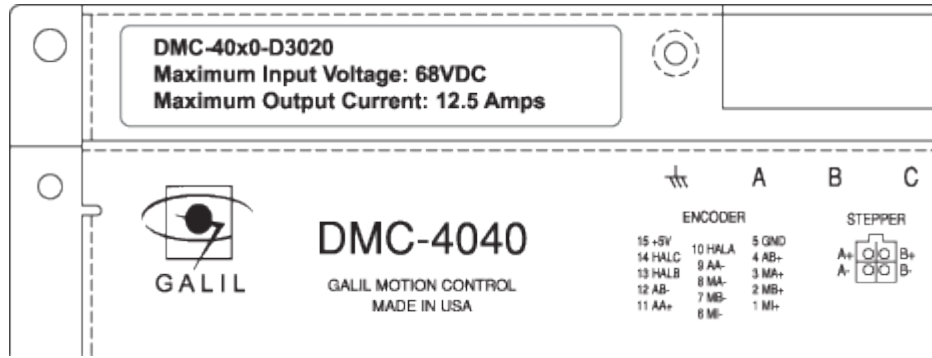 DMC-40x0-D3020
Maximum Input Voltage: 68VDC
Maximum Output Current: 12.5 Amps
A B C
GALIL
DMC-4040
GALIL MOTION CONTROL
MADE IN USA
ENCODER
15 +5V
14 HALC
13 HALB
12 AB-
11 AA+
10 HALA
9 AA-
8 MA-
7 MB-
6 MI-
5 GND
4 AB+
3 MA+
2 MB+
1 MI+
STEPPER
A+ B+
A- B-